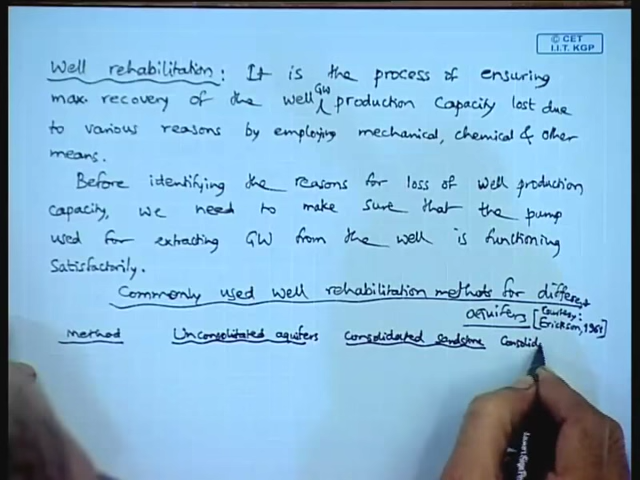 © CET
I.I.T. KGP
Well rehabilitation : It is the process of ensuring
max. recovery of the well GW production capacity lost due
to various reasons by employing mechanical, chemical & other
means.
Before identifying the reasons for loss of well production
capacity, we need to make sure that the pump
used for extracting GW from the well is functioning
satisfactorily.
Commonly used well rehabilitation methods for different
aquifers [Courtesy:
Erickson, 1961]
Method Unconsolidated aquifers Consolidated sandstone Consolid